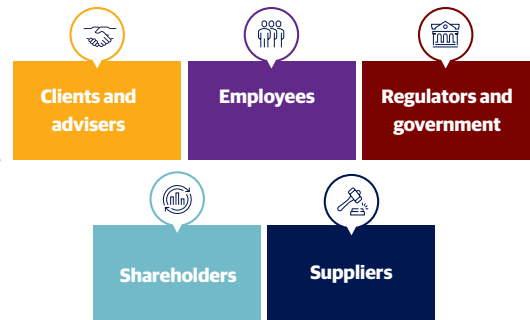 Clients and
advisers
Employees
Regulators and
government
Shareholders
Suppliers